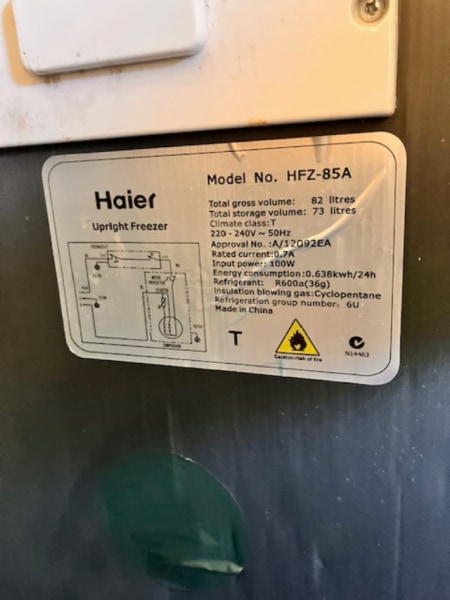 Haier
Upright Freezer
Model No. HFZ-85A
Total gross volume: 82 litres
Total storage volume: 73 litres
Climate class:T
220 - 240V ~ 50Hz
Approval No. :A/12092EA
Rated current:0.7A
Input power: 100W
Energy consumption:0.638kwh/24h
Refrigerant: R600a(36g)
Insulation blowing gas:Cyclopentane
Refrigeration group number: 6U
Made in China
T
Caution:risk of fire
N14463